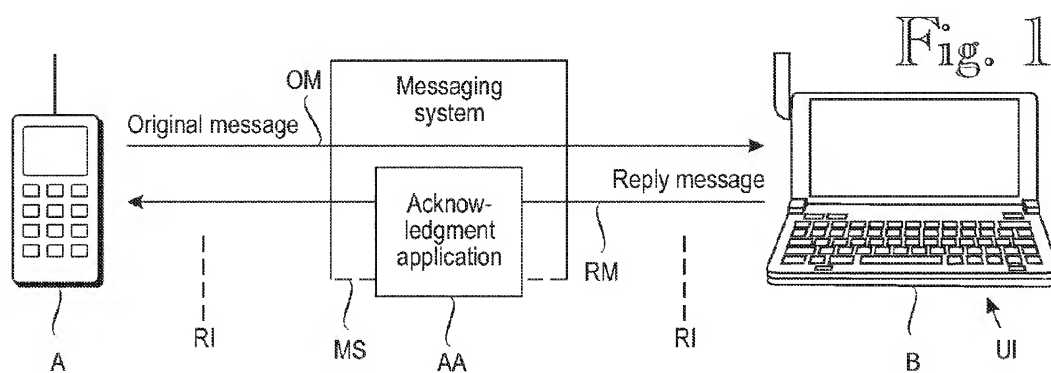 Fig. 1
OM
Messaging
system
Original message
Reply message
Acknow-
ledgment
application
RM
A
RI
MS
AA
RI
B
UI